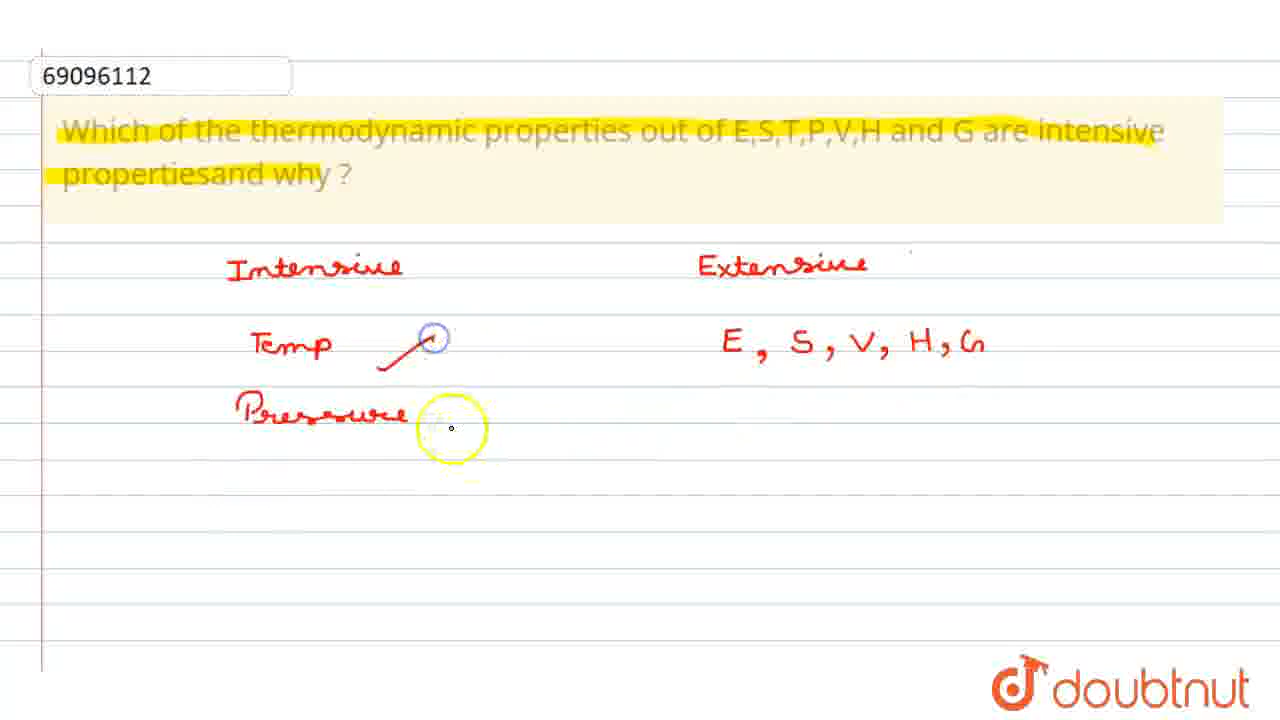 69096112
Which of the thermodynamic properties out of E,S,T,P,V,H and G are intensive
propertiesand why ?
Intensive Extensive
Temp E, S, V, H, G
Pressure
doubtnut